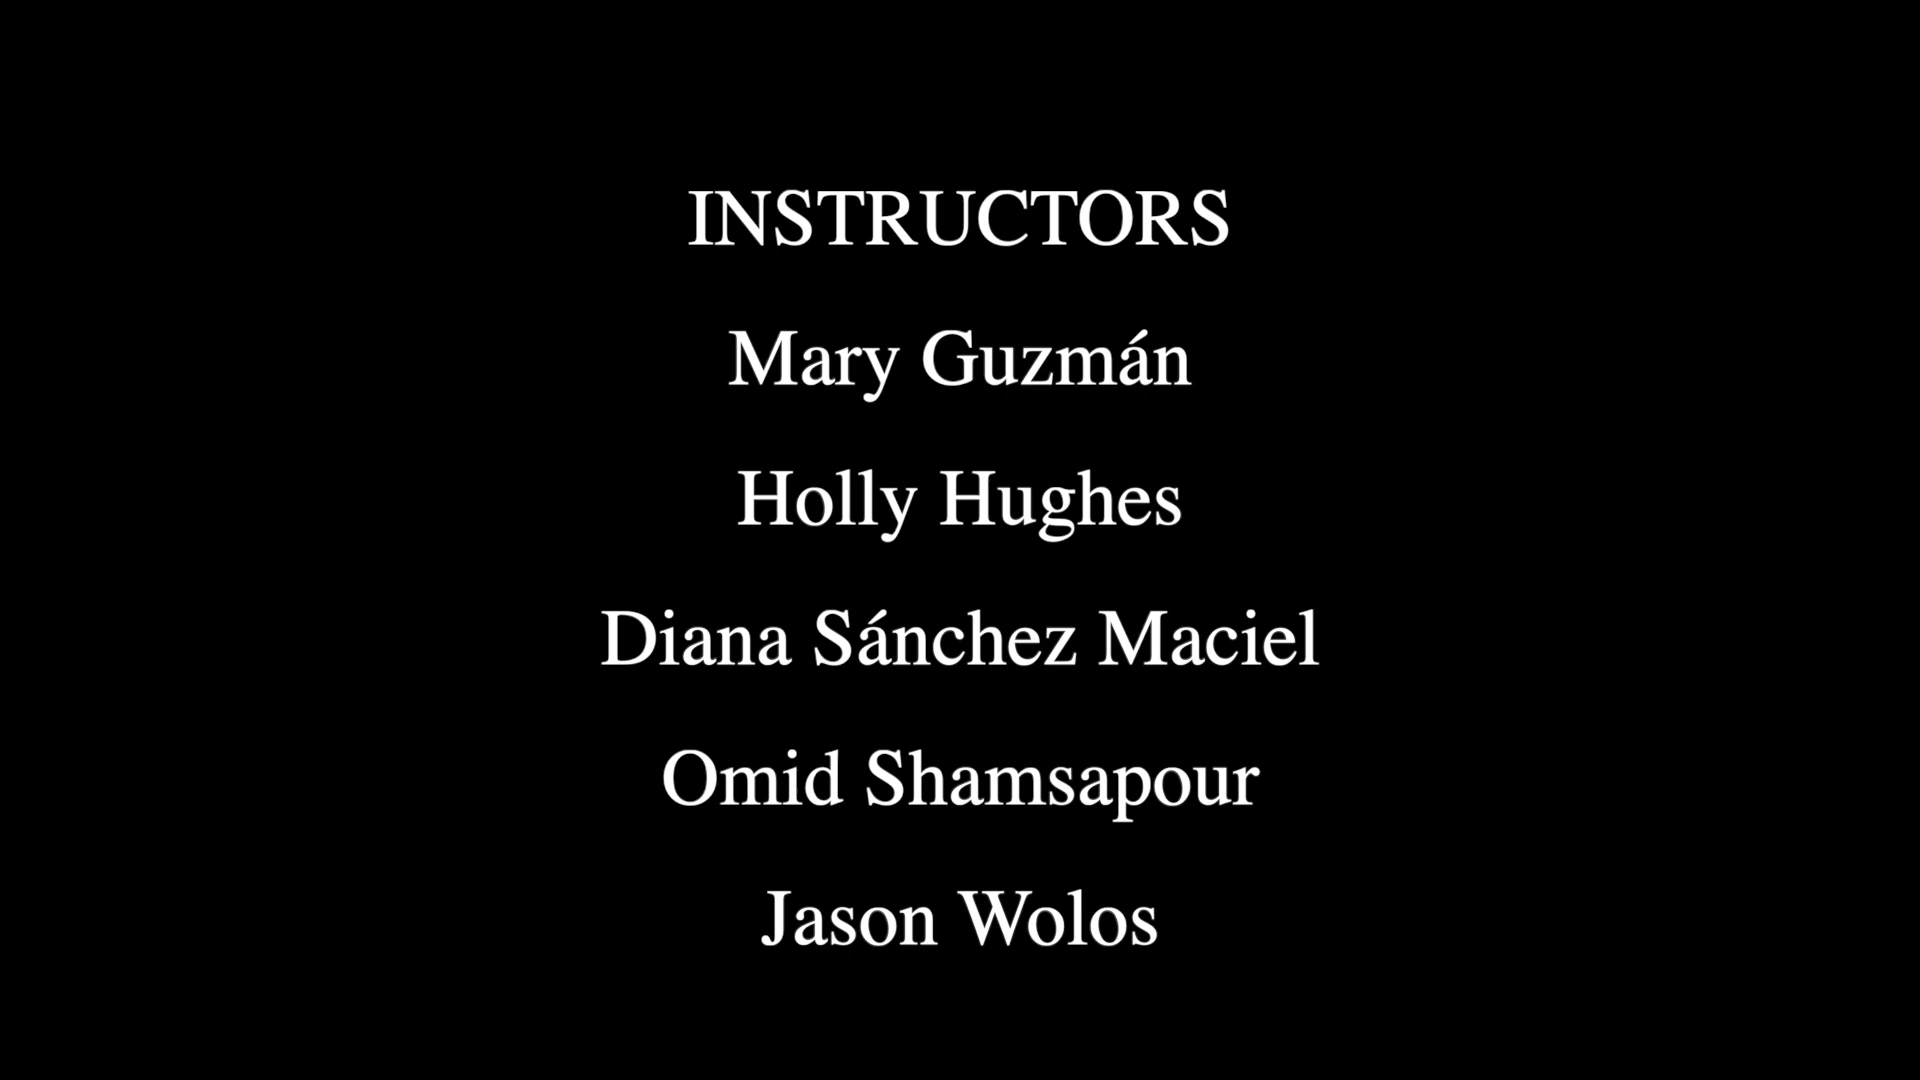 INSTRUCTORS
Mary Guzmán
Holly Hughes
Diana Sánchez Maciel
Omid Shamsapour
Jason Wolos